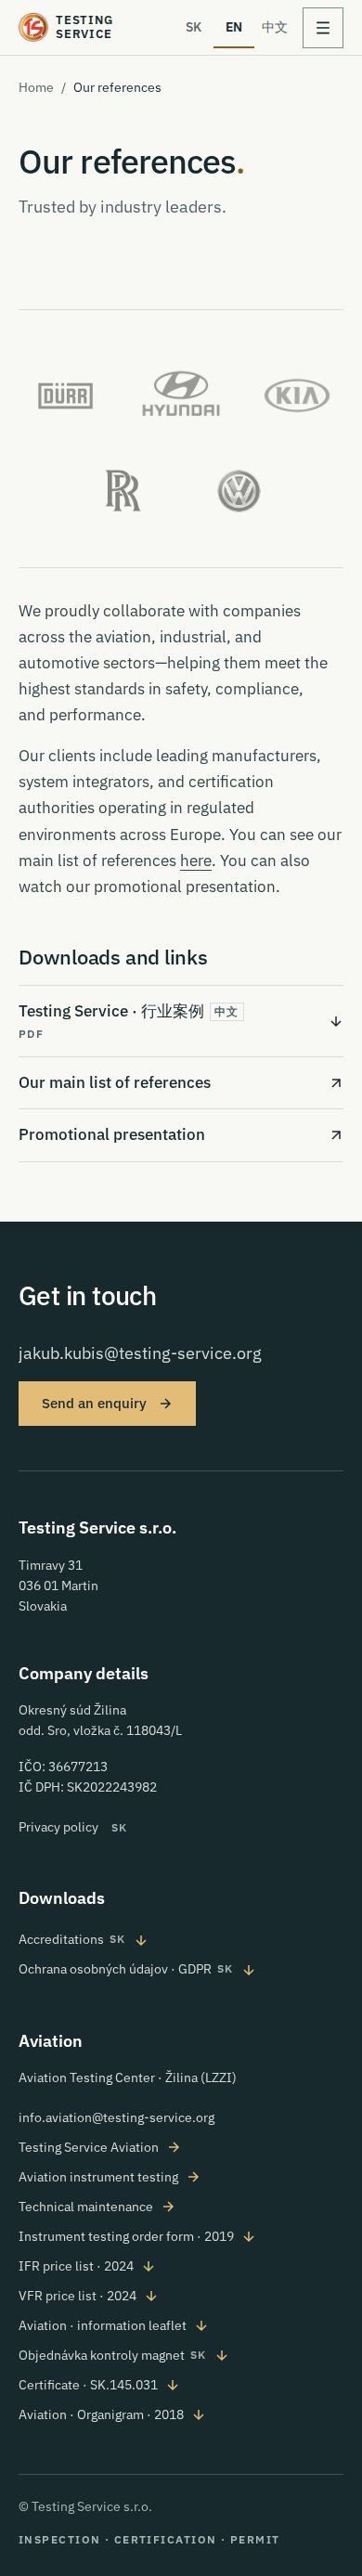 TESTING
SERVICE
SK EN 中文
Home / Our references
Our references.
Trusted by industry leaders.
DÜRR
HYUNDAI
KIA
RR
VW
We proudly collaborate with companies
across the aviation, industrial, and
automotive sectors—helping them meet the
highest standards in safety, compliance,
and performance.
Our clients include leading manufacturers,
system integrators, and certification
authorities operating in regulated
environments across Europe. You can see our
main list of references here. You can also
watch our promotional presentation.
Downloads and links
Testing Service · 行业案例 中文
PDF
Our main list of references
Promotional presentation
Get in touch
jakub.kubis@testing-service.org
Send an enquiry
Testing Service s.r.o.
Timravy 31
036 01 Martin
Slovakia
Company details
Okresný súd Žilina
odd. Sro, vložka č. 118043/L
IČO: 36677213
IČ DPH: SK2022243982
Privacy policy SK
Downloads
Accreditations SK
Ochrana osobných údajov · GDPR SK
Aviation
Aviation Testing Center · Žilina (LZZI)
info.aviation@testing-service.org
Testing Service Aviation
Aviation instrument testing
Technical maintenance
Instrument testing order form · 2019
IFR price list · 2024
VFR price list · 2024
Aviation · information leaflet
Objednávka kontroly magnet SK
Certificate · SK.145.031
Aviation · Organigram · 2018
© Testing Service s.r.o.
INSPECTION · CERTIFICATION · PERMIT